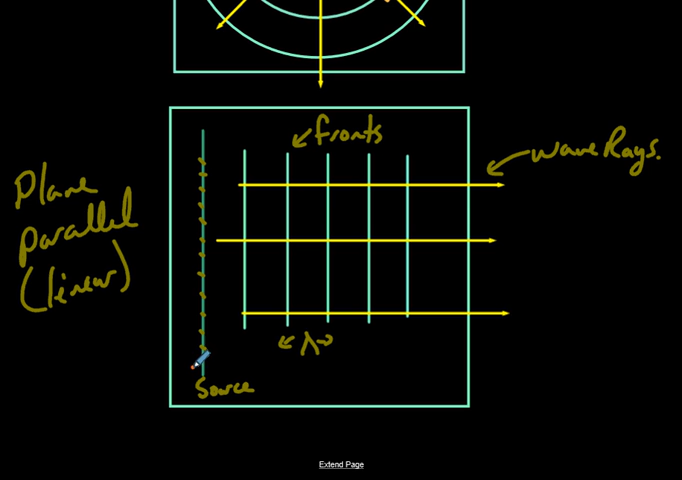 fronts
wave Rays.
Plane
parallel
(linear)
λ
Source
Extend Page